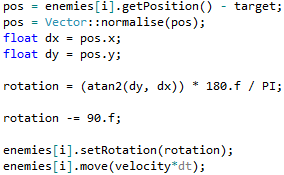 pos = enemies[i].getPosition() - target;
pos = Vector::normalise(pos);
float dx = pos.x;
float dy = pos.y;
rotation = (atan2(dy, dx)) * 180.f / PI;
rotation -= 90.f;
enemies[i].setRotation(rotation);
enemies[i].move(velocity*dt);